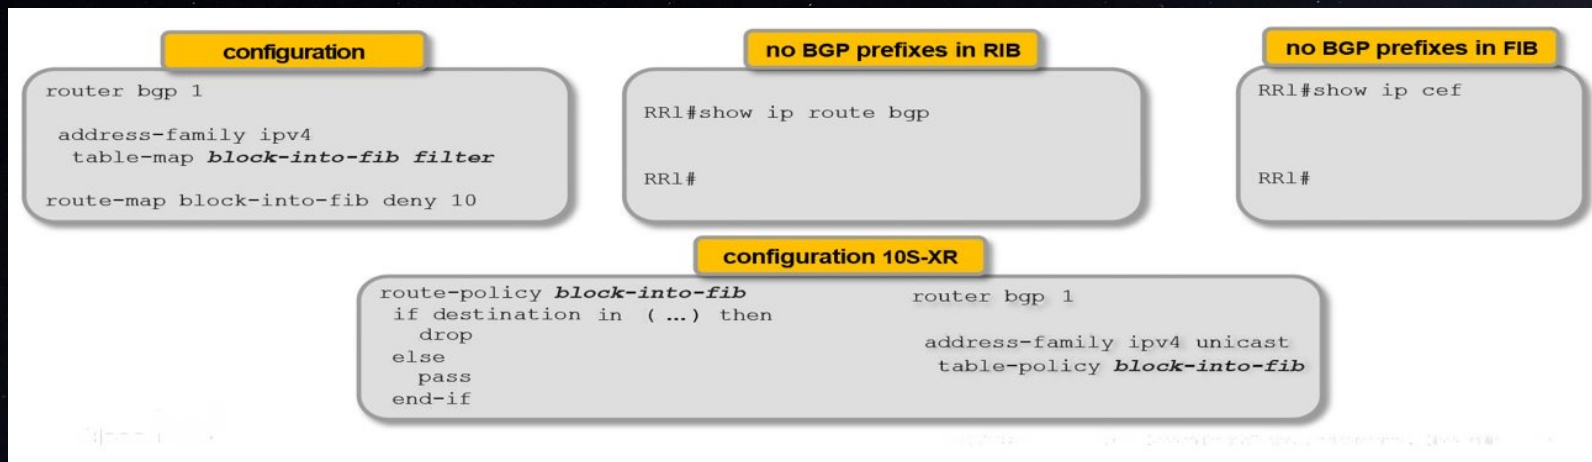 configuration
router bgp 1
address-family ipv4
table-map block-into-fib filter
route-map block-into-fib deny 10
no BGP prefixes in RIB
RR1#show ip route bgp
RR1#
no BGP prefixes in FIB
RR1#show ip cef
RR1#
configuration 10S-XR
route-policy block-into-fib
if destination in (...) then
drop
else
pass
end-if
router bgp 1
address-family ipv4 unicast
table-policy block-into-fib